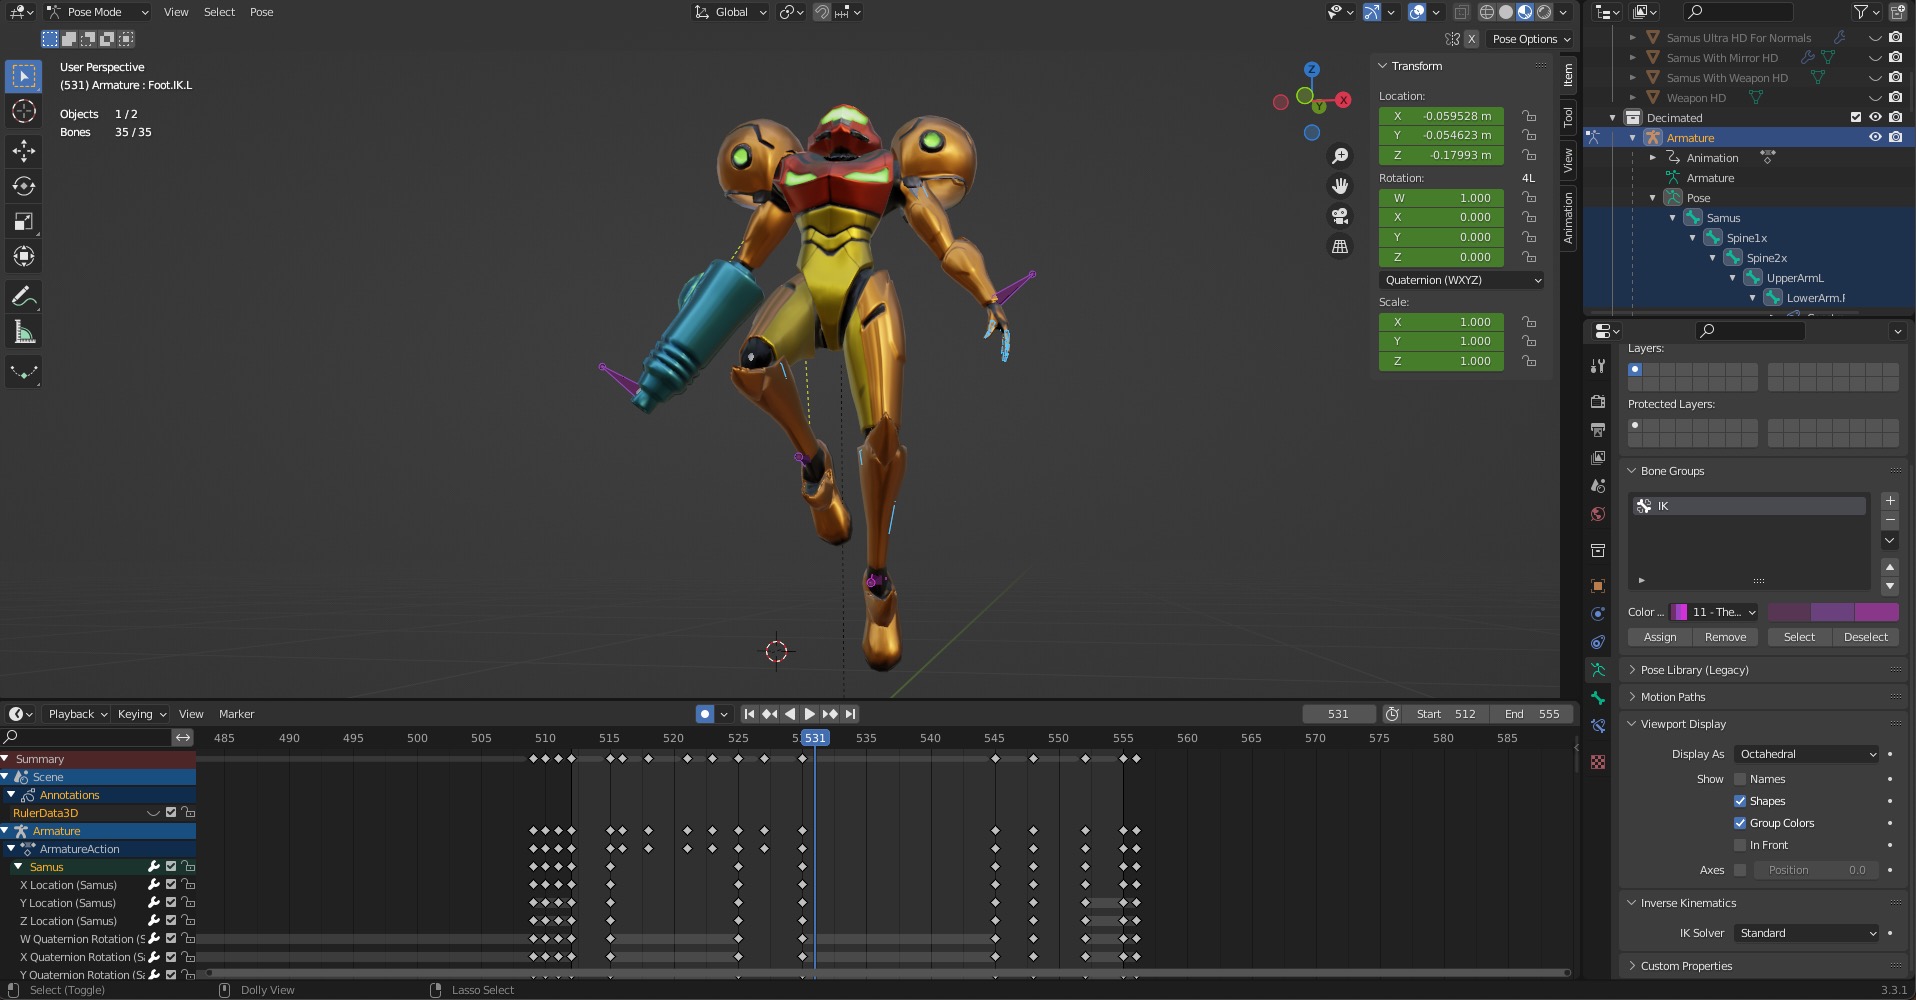 Pose Mode View Select Pose Global
X Pose Options
User Perspective
(531) Armature : Foot.IK.L
Objects 1 / 2
Bones 35 / 35
Z
X
Y
Transform
Location:
X -0.059528 m
Y -0.054623 m
Z -0.17993 m
Rotation: 4L
W 1.000
X 0.000
Y 0.000
Z 0.000
Quaternion (WXYZ)
Scale:
X 1.000
Y 1.000
Z 1.000
Item
Tool
View
Animation
Samus Ultra HD For Normals
Samus With Mirror HD
Samus With Weapon HD
Weapon HD
Decimated
Armature
Animation
Armature
Pose
Samus
Spine1x
Spine2x
UpperArmL
LowerArm.
Layers:
Protected Layers:
Bone Groups
IK
Color ... 11 - The...
Assign Remove Select Deselect
Pose Library (Legacy)
Motion Paths
Viewport Display
Display As Octahedral
Show Names
Shapes
Group Colors
In Front
Axes Position 0.0
Inverse Kinematics
IK Solver Standard
Custom Properties
Playback Keying View Marker 531 Start 512 End 555
485 490 495 500 505 510 515 520 525 531 535 540 545 550 555 560 565 570 575 580 585
Summary
Scene
Annotations
RulerData3D
Armature
ArmatureAction
Samus
X Location (Samus)
Y Location (Samus)
Z Location (Samus)
W Quaternion Rotation (S
X Quaternion Rotation (Sa
Y Quaternion Rotation (Sa
Select (Toggle) Dolly View Lasso Select 3.3.1